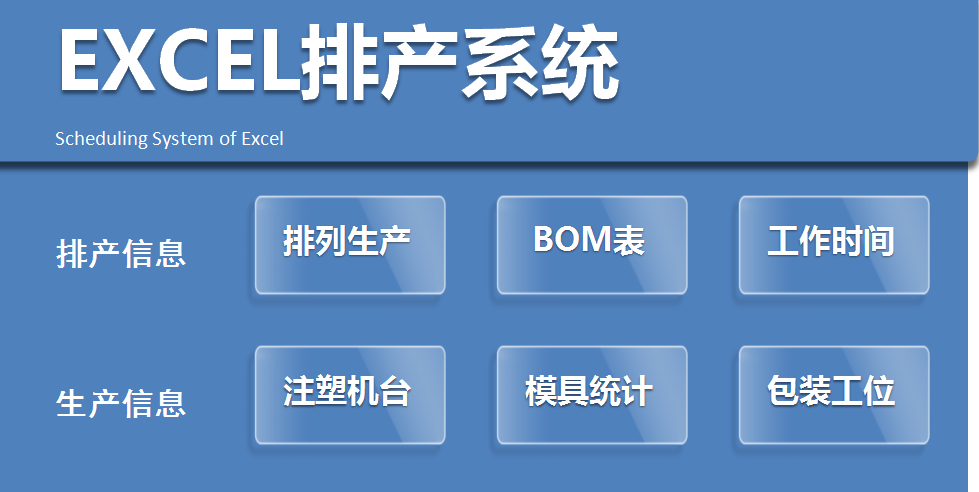 EXCEL排产系统
Scheduling System of Excel
排产信息
排列生产
BOM表
工作时间
生产信息
注塑机台
模具统计
包装工位